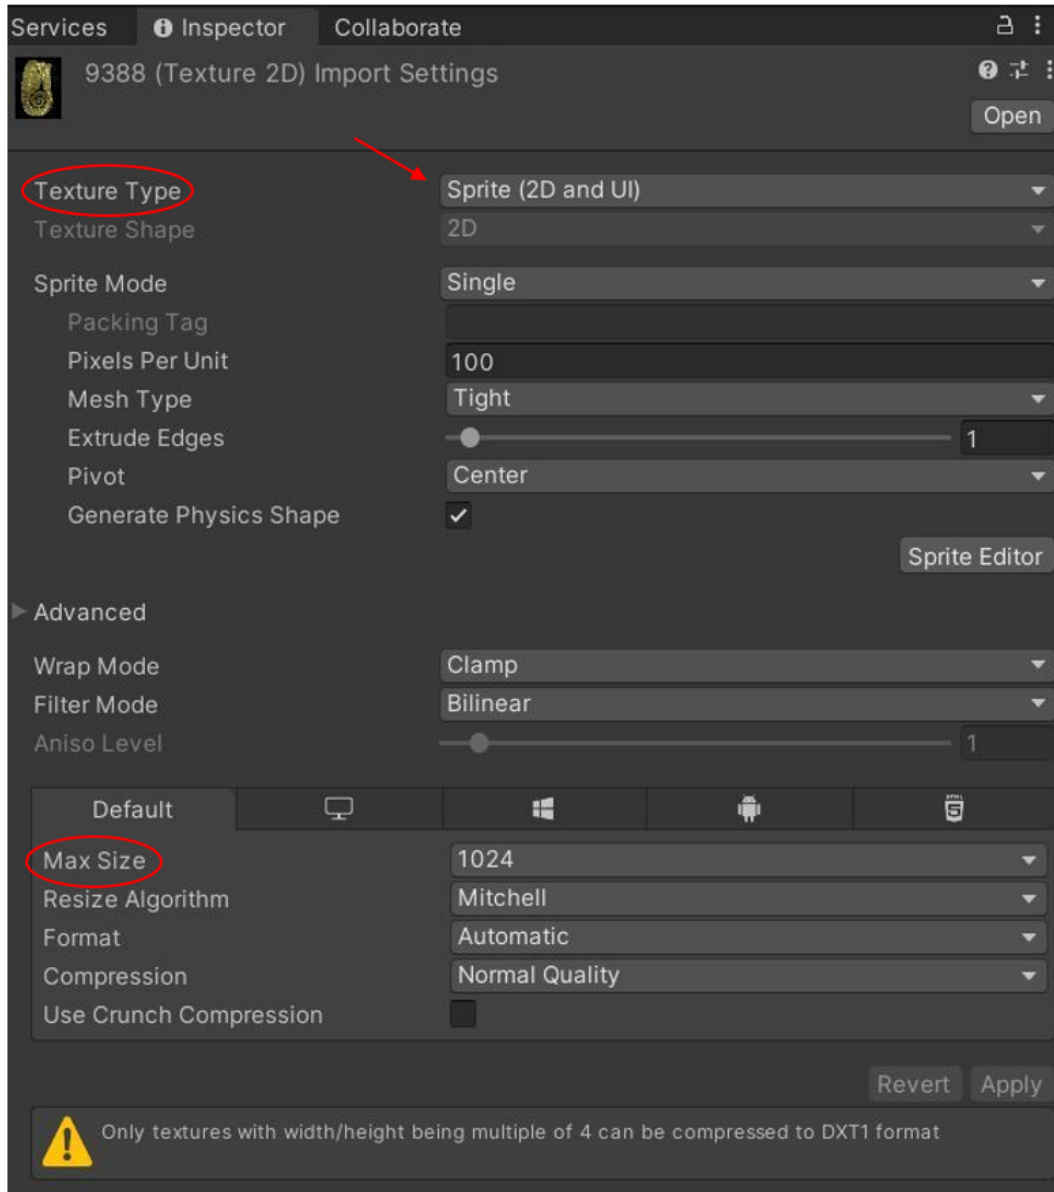 Services Inspector Collaborate
9388 (Texture 2D) Import Settings
Open
Texture Type Sprite (2D and UI)
Texture Shape 2D
Sprite Mode Single
Packing Tag
Pixels Per Unit 100
Mesh Type Tight
Extrude Edges 1
Pivot Center
Generate Physics Shape
Sprite Editor
Advanced
Wrap Mode Clamp
Filter Mode Bilinear
Aniso Level 1
Default
Max Size 1024
Resize Algorithm Mitchell
Format Automatic
Compression Normal Quality
Use Crunch Compression
Revert Apply
Only textures with width/height being multiple of 4 can be compressed to DXT1 format